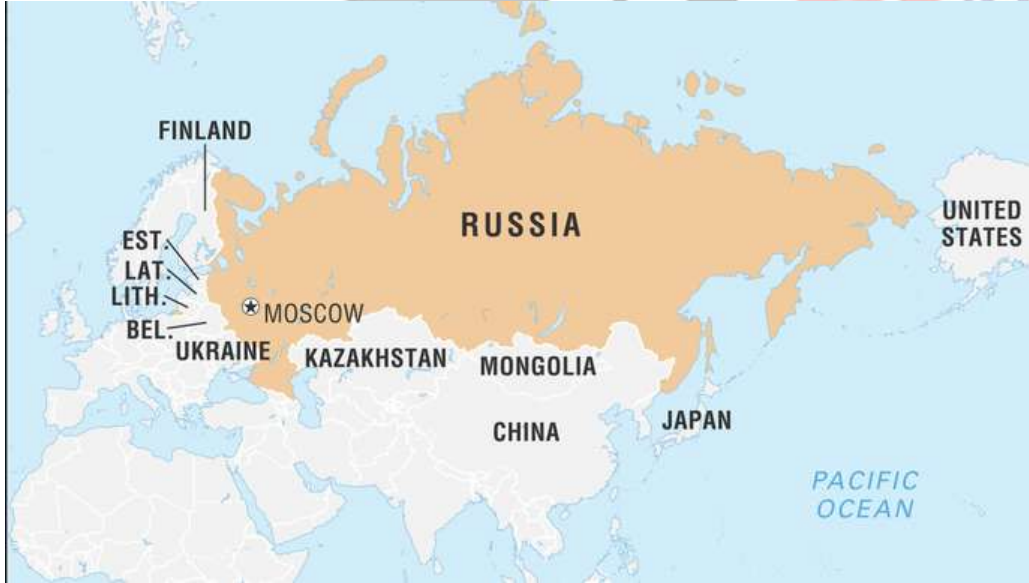 FINLAND
RUSSIA
UNITED
STATES
EST.
LAT.
LITH.
BEL.
MOSCOW
UKRAINE
KAZAKHSTAN
MONGOLIA
CHINA
JAPAN
PACIFIC
OCEAN